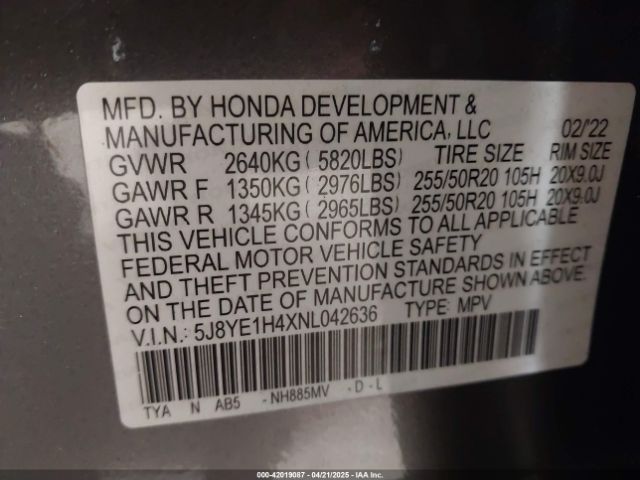 MFD. BY HONDA DEVELOPMENT &
MANUFACTURING OF AMERICA, LLC 02/'22
GVWR 2640KG ( 5820LBS) TIRE SIZE RIM SIZE
GAWR F 1350KG ( 2976LBS) 255/50R20 105H 20X9.0J
GAWR R 1345KG ( 2965LBS) 255/50R20 105H 20X9.0J
THIS VEHICLE CONFORMS TO ALL APPLICABLE
FEDERAL MOTOR VEHICLE SAFETY
AND THEFT PREVENTION STANDARDS IN EFFECT
ON THE DATE OF MANUFACTURE SHOWN ABOVE.
V.I.N.: 5J8YE1H4XNL042636 TYPE: MPV
TYA N AB5 -NH885MV -D-L
000-42019087 - 04/21/2025 - IAA Inc.